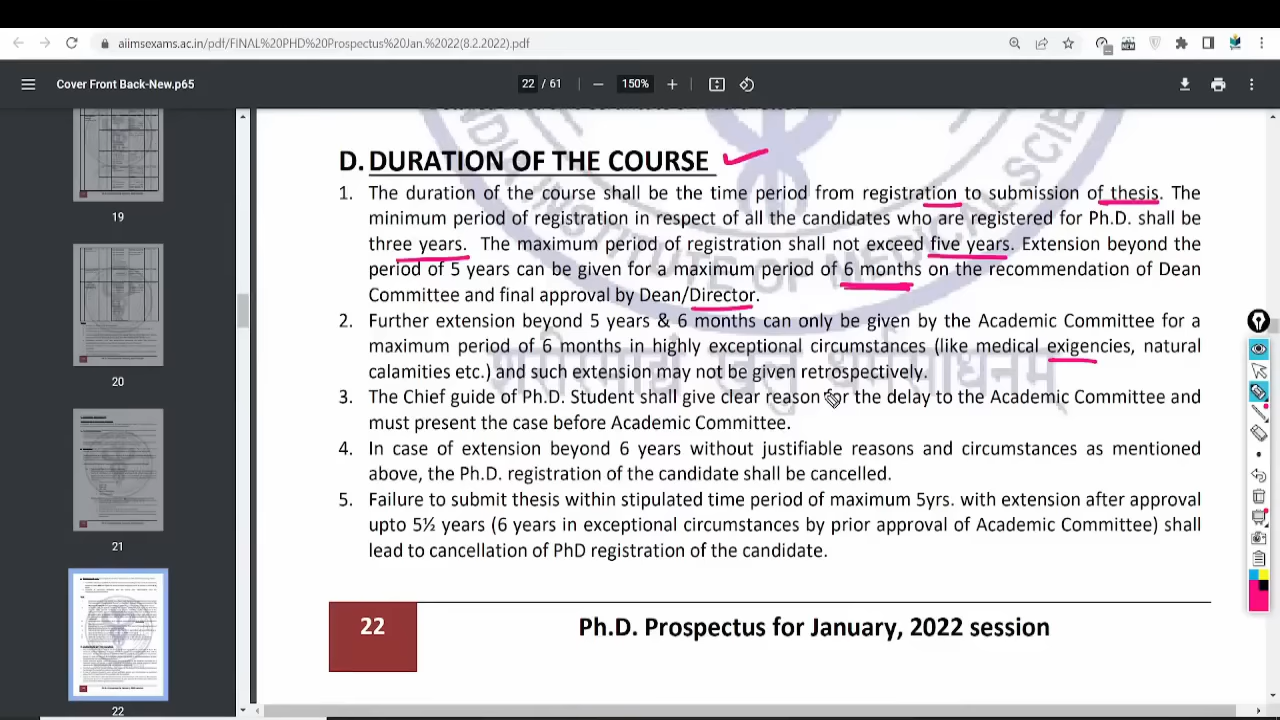 aiimsexams.ac.in/pdf/FINAL%20PHD%20Prospectus%20Jan.%2022(8.2.2022).pdf
Cover Front Back-New.p65
22 / 61
150%
D. DURATION OF THE COURSE
1. The duration of the course shall be the time period from registration to submission of thesis. The
minimum period of registration in respect of all the candidates who are registered for Ph.D. shall be
three years. The maximum period of registration shall not exceed five years. Extension beyond the
period of 5 years can be given for a maximum period of 6 months on the recommendation of Dean
Committee and final approval by Dean/Director.
2. Further extension beyond 5 years & 6 months can only be given by the Academic Committee for a
maximum period of 6 months in highly exceptional circumstances (like medical exigencies, natural
calamities etc.) and such extension may not be given retrospectively.
3. The Chief guide of Ph.D. Student shall give clear reason for the delay to the Academic Committee and
must present the case before Academic Committee.
4. In case of extension beyond 6 years without justifiable reasons and circumstances as mentioned
above, the Ph.D. registration of the candidate shall be cancelled.
5. Failure to submit thesis within stipulated time period of maximum 5yrs. with extension after approval
upto 5½ years (6 years in exceptional circumstances by prior approval of Academic Committee) shall
lead to cancellation of PhD registration of the candidate.
22
Ph.D. Prospectus for January, 2022 session
19
20
21
22
NEW